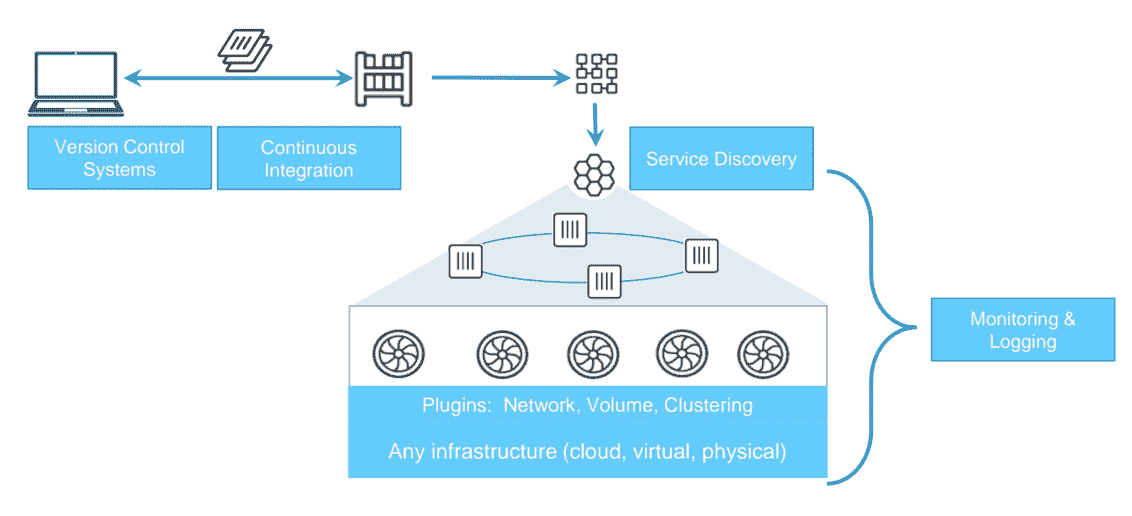 Version Control
Systems
Continuous
Integration
Service Discovery
Monitoring &
Logging
Plugins: Network, Volume, Clustering
Any infrastructure (cloud, virtual, physical)